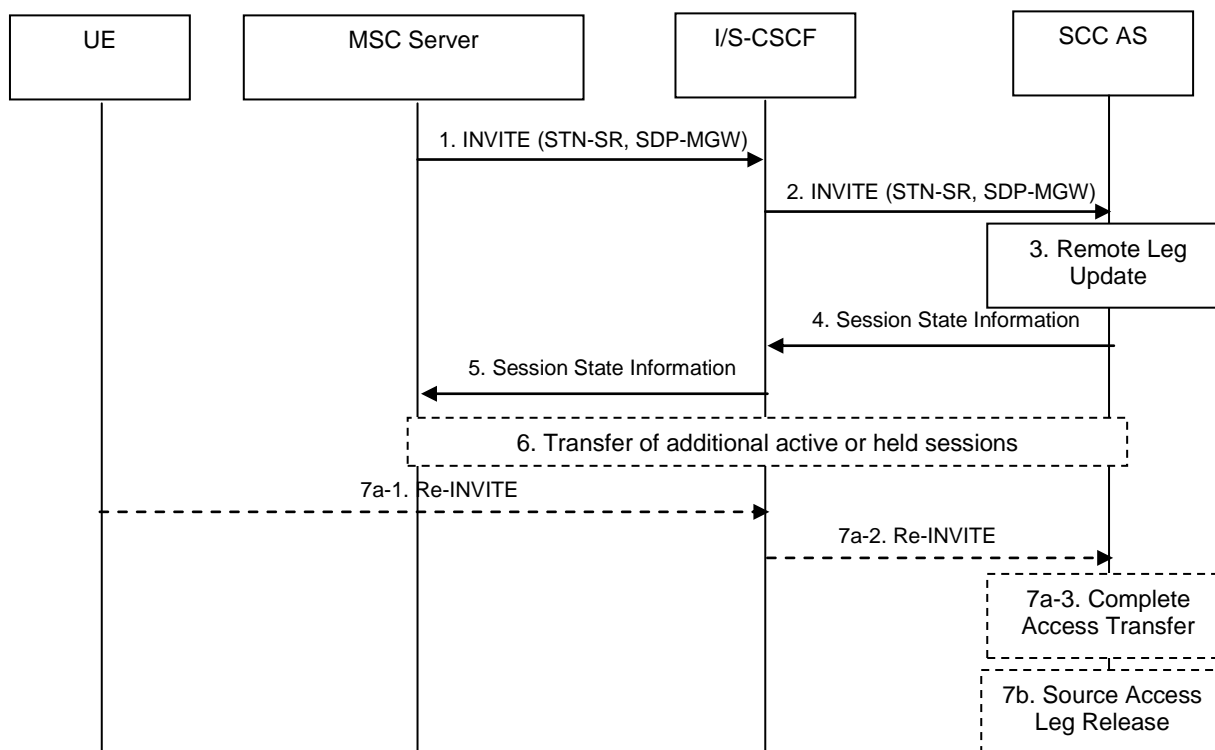 UE
MSC Server
I/S-CSCF
SCC AS
1. INVITE (STN-SR, SDP-MGW)
2. INVITE (STN-SR, SDP-MGW)
3. Remote Leg
Update
4. Session State Information
5. Session State Information
6. Transfer of additional active or held sessions
7a-1. Re-INVITE
7a-2. Re-INVITE
7a-3. Complete
Access Transfer
7b. Source Access
Leg Release